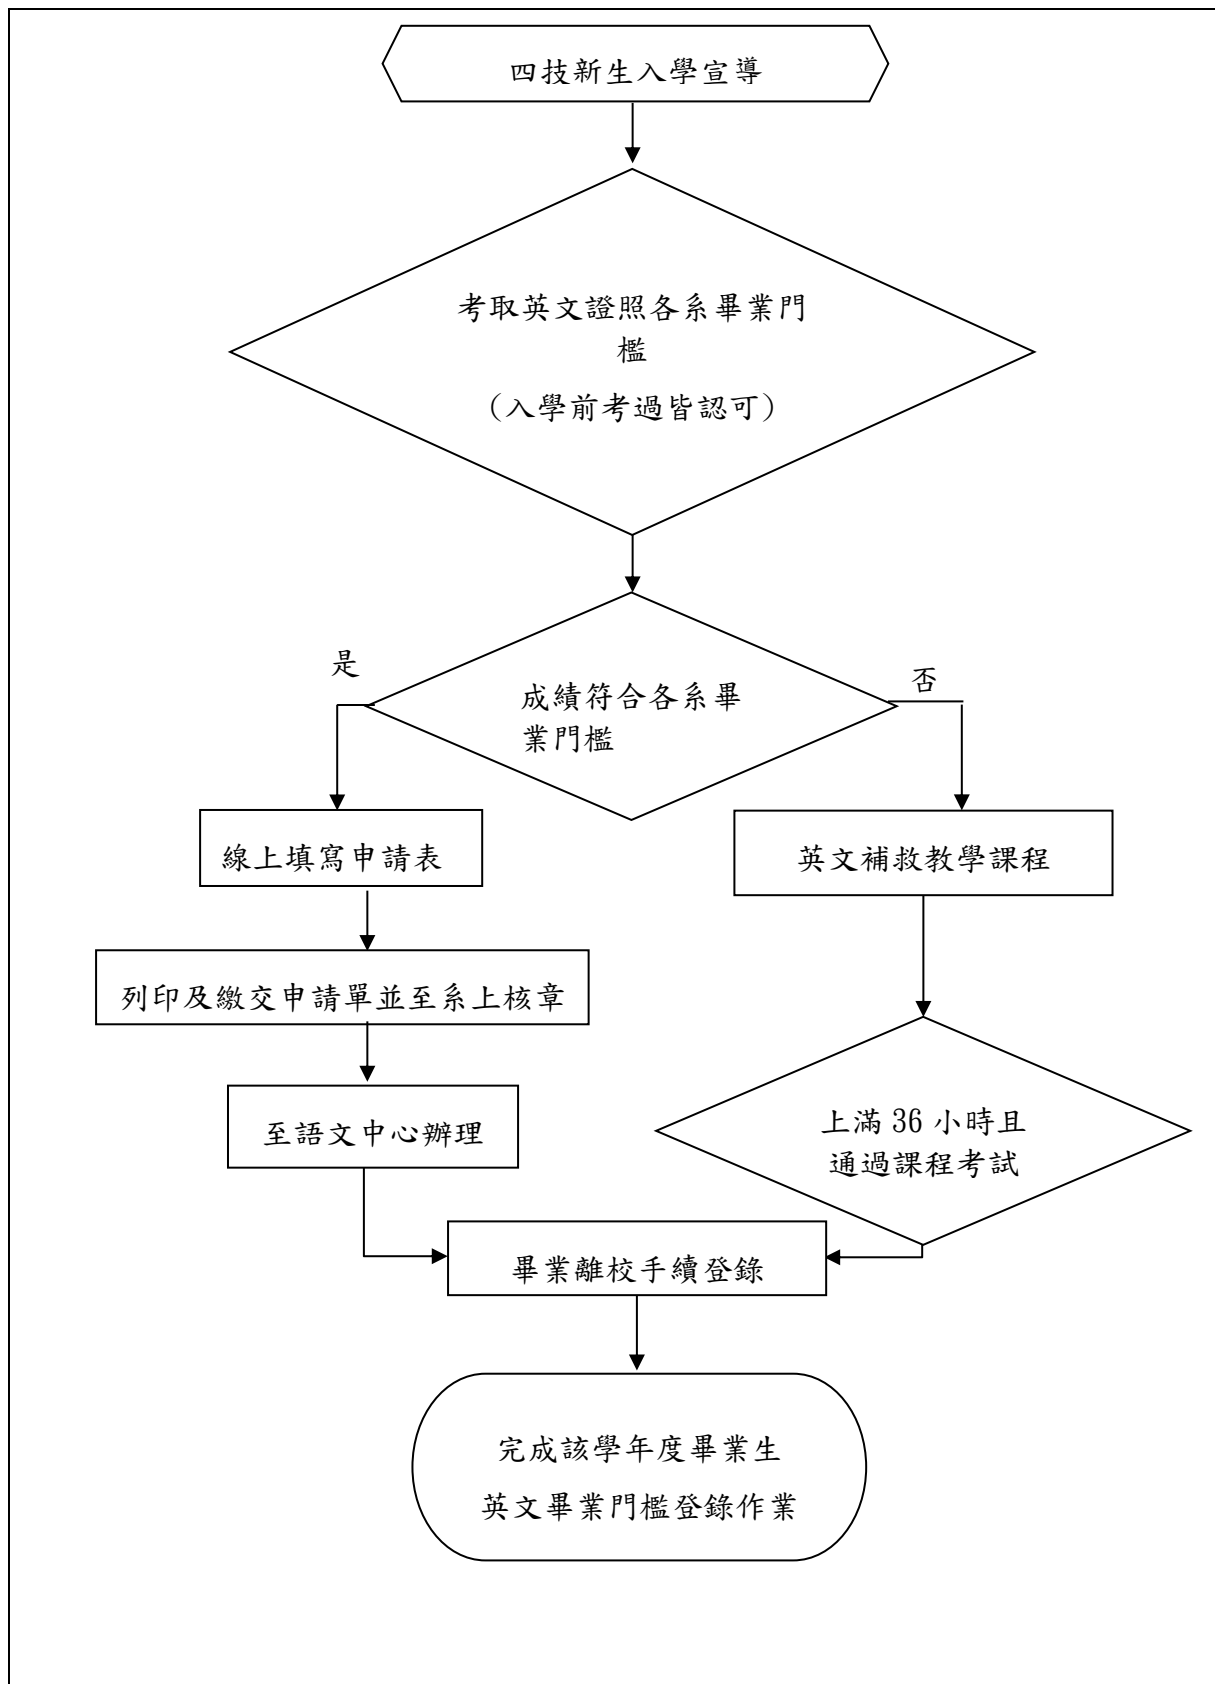 四技新生入學宣導
考取英文證照各系畢業門
檻
（入學前考過皆認可）
是
否
成績符合各系畢
業門檻
線上填寫申請表
英文補救教學課程
列印及繳交申請單並至系上核章
至語文中心辦理
上滿 36 小時且
通過課程考試
畢業離校手續登錄
完成該學年度畢業生
英文畢業門檻登錄作業